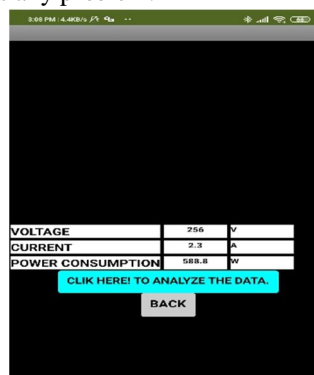 3:06 PM | 4.4KB/s
VOLTAGE 256 V
CURRENT 2.3 A
POWER CONSUMPTION 588.8 W
CLIK HERE! TO ANALYZE THE DATA.
BACK